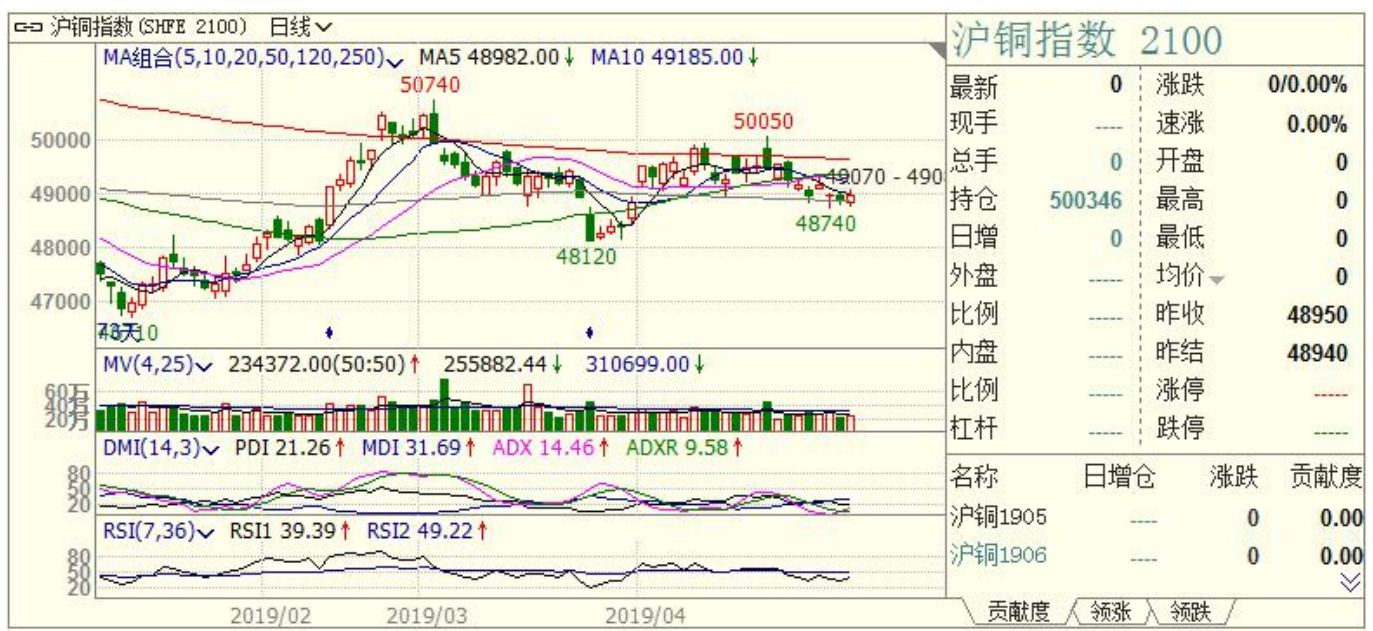 沪铜指数(SHFE 2100) 日线
MA组合(5,10,20,50,120,250) MA5 48982.00↓ MA10 49185.00↓
50740
50050
50000
49070 - 490
49000
48740
48000
48120
47000
MV(4,25) 234372.00(50:50)↑ 255882.44↓ 310699.00↓
60万
40万
20万
DMI(14,3) PDI 21.26↑ MDI 31.69↑ ADX 14.46↑ ADXR 9.58↑
80
50
20
RSI(7,36) RSI1 39.39↑ RSI2 49.22↑
80
50
20
2019/02 2019/03 2019/04
沪铜指数 2100
最新 0 涨跌 0/0.00%
现手 ---- 速涨 0.00%
总手 0 开盘 0
持仓 500346 最高 0
日增 0 最低 0
外盘 ---- 均价 0
比例 ---- 昨收 48950
内盘 ---- 昨结 48940
比例 ---- 涨停 ----
杠杆 ---- 跌停 ----
名称 日增仓 涨跌 贡献度
沪铜1905 ---- 0 0.00
沪铜1906 ---- 0 0.00
贡献度 领涨 领跌